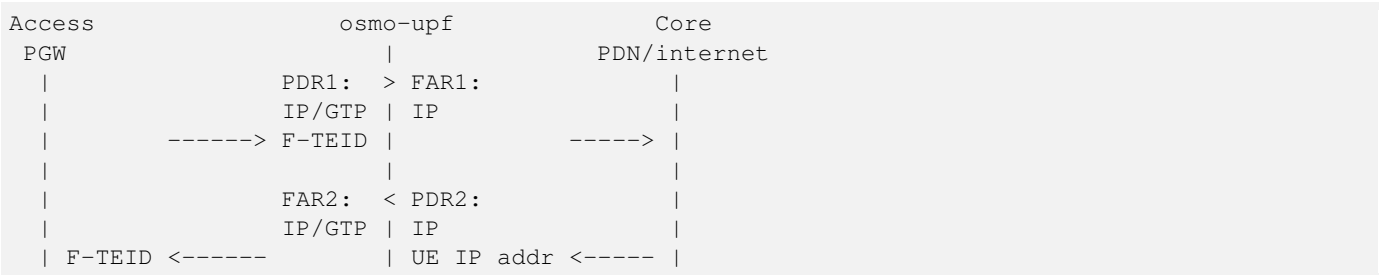 Access                osmo-upf                Core
 PGW                      |              PDN/internet
  |                PDR1:  > FAR1:             |
  |                IP/GTP | IP                |
  |        ------> F-TEID |            -----> |
  |                       |                   |
  |                FAR2:  < PDR2:             |
  |                IP/GTP | IP                |
  | F-TEID <------        | UE IP addr <----- |